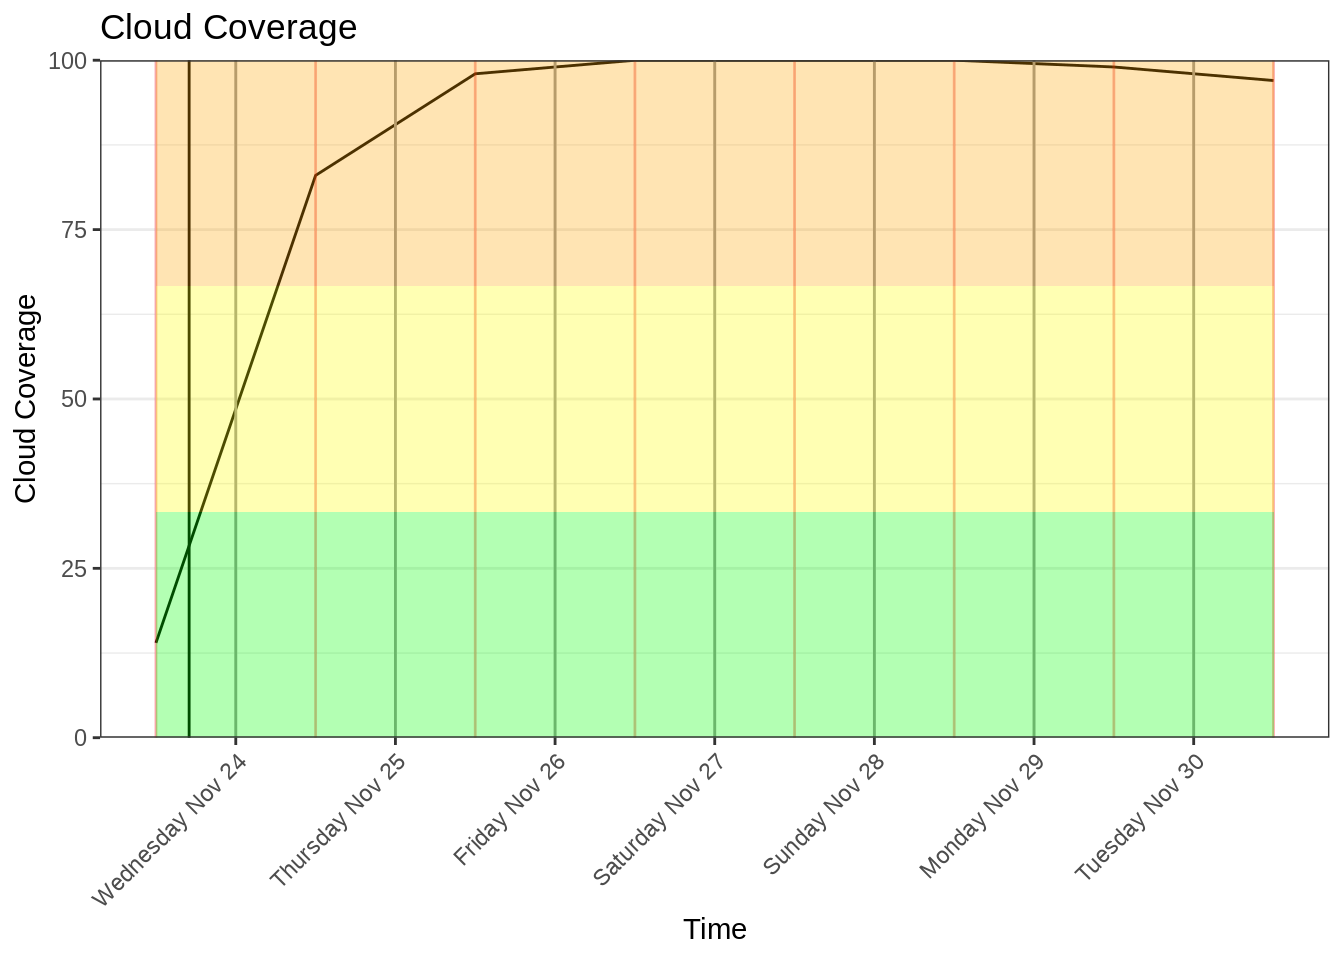 Cloud Coverage
100
75
50
25
0
Cloud Coverage
Wednesday Nov 24
Thursday Nov 25
Friday Nov 26
Saturday Nov 27
Sunday Nov 28
Monday Nov 29
Tuesday Nov 30
Time